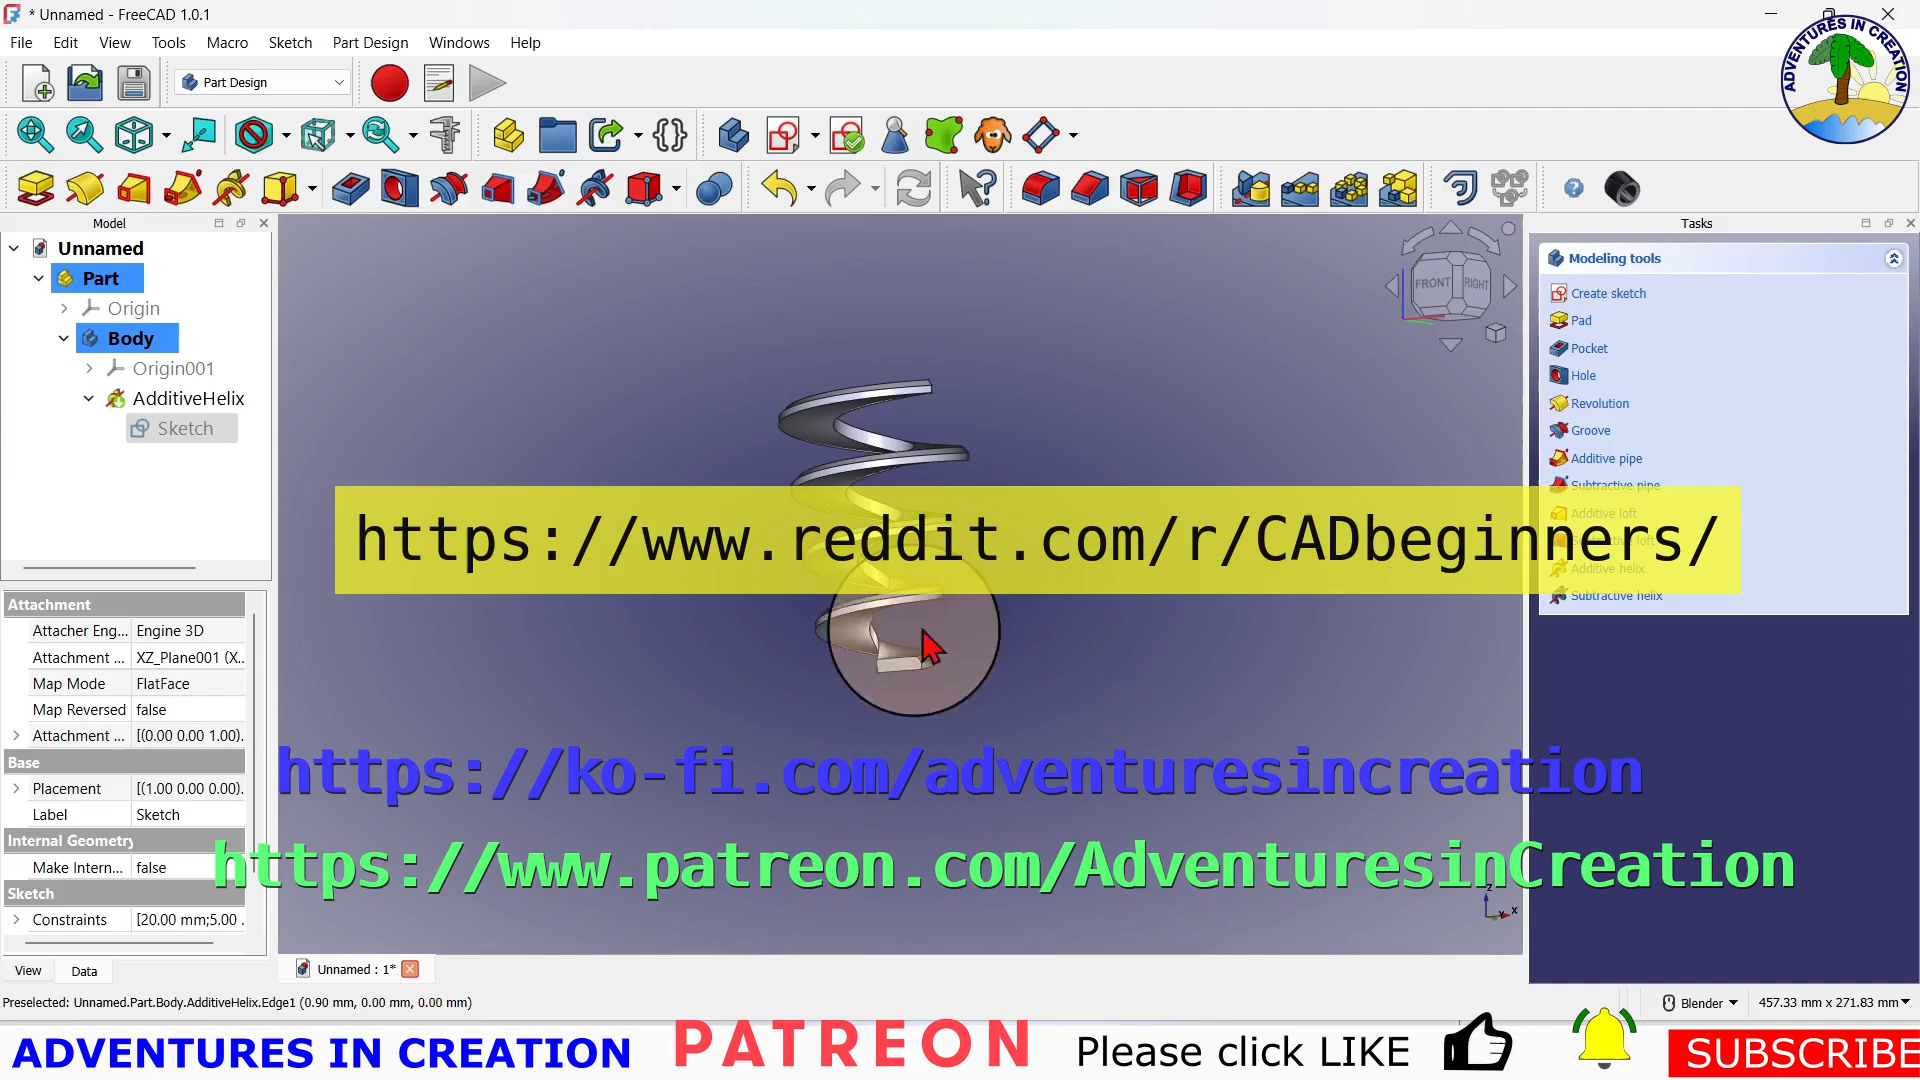 * Unnamed - FreeCAD 1.0.1
File Edit View Tools Macro Sketch Part Design Windows Help
ADVENTURES IN CREATION
Part Design
Model
Unnamed
Part
Origin
Body
Origin001
AdditiveHelix
Sketch
Attachment
Attacher Eng... Engine 3D
Attachment ... XZ_Plane001 (X..
Map Mode FlatFace
Map Reversed false
Attachment ... [(0.00 0.00 1.00).
Base
Placement [(1.00 0.00 0.00).
Label Sketch
Internal Geometry
Make Intern... false
Sketch
Constraints [20.00 mm;5.00 .
View Data
FRONT RIGHT
Z
Y X
Tasks
Modeling tools
Create sketch
Pad
Pocket
Hole
Revolution
Groove
Additive pipe
Subtractive pipe
Additive loft
Subtractive loft
Additive helix
Subtractive helix
https://www.reddit.com/r/CADbeginners/
https://ko-fi.com/adventuresincreation
https://www.patreon.com/AdventuresinCreation
Unnamed : 1*
Preselected: Unnamed.Part.Body.AdditiveHelix.Edge1 (0.90 mm, 0.00 mm, 0.00 mm)
Blender 457.33 mm x 271.83 mm
ADVENTURES IN CREATION PATREON Please click LIKE SUBSCRIBE